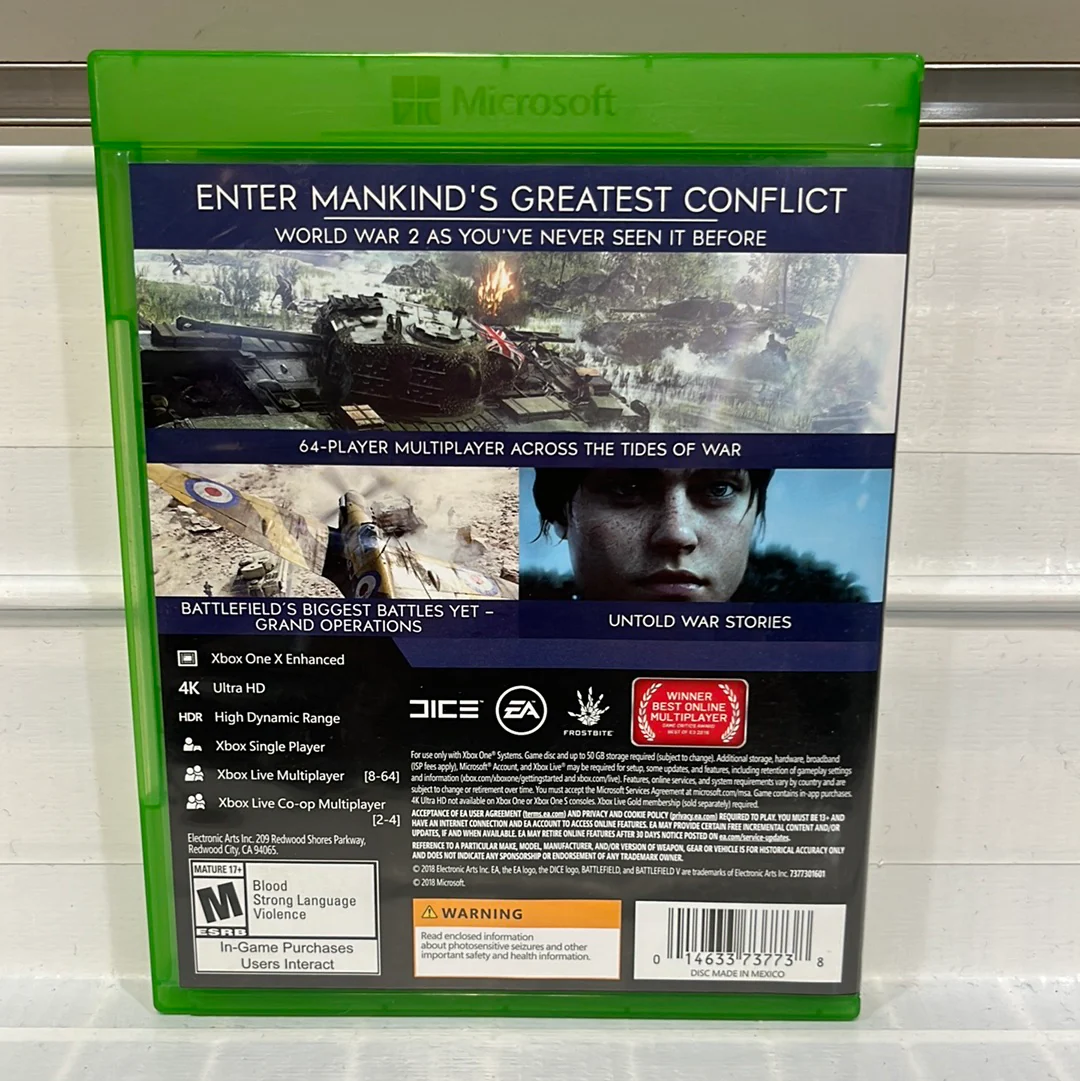 Microsoft
ENTER MANKIND'S GREATEST CONFLICT
WORLD WAR 2 AS YOU'VE NEVER SEEN IT BEFORE
64-PLAYER MULTIPLAYER ACROSS THE TIDES OF WAR
BATTLEFIELD'S BIGGEST BATTLES YET –
GRAND OPERATIONS
UNTOLD WAR STORIES
Xbox One X Enhanced
4K Ultra HD
HDR High Dynamic Range
Xbox Single Player
Xbox Live Multiplayer [8-64]
Xbox Live Co-op Multiplayer
[2-4]
DICE™
EA
FROSTBITE™
WINNER
BEST ONLINE
MULTIPLAYER
GAME CRITICS AWARD
BEST OF E3 2018
For use only with Xbox One® Systems. Game disc and up to 50 GB storage required (subject to change). Additional storage, hardware, broadband
(ISP fees apply), Microsoft® Account, and Xbox Live® may be required for setup, some updates, and features, including retention of gameplay settings
and information (xbox.com/xboxone/gettingstarted and xbox.com/live). Features, online services, and system requirements vary by country and are
subject to change or retirement over time. You must accept the Microsoft Services Agreement at microsoft.com/msa. Game contains in-app purchases.
4K Ultra HD not available on Xbox One or Xbox One S consoles. Xbox Live Gold membership (sold separately) required.
ACCEPTANCE OF EA USER AGREEMENT (terms.ea.com) AND PRIVACY AND COOKIE POLICY (privacy.ea.com) REQUIRED TO PLAY. YOU MUST BE 13+ AND
HAVE AN INTERNET CONNECTION AND EA ACCOUNT TO ACCESS ONLINE FEATURES. EA MAY PROVIDE CERTAIN FREE INCREMENTAL CONTENT AND/OR
UPDATES, IF AND WHEN AVAILABLE. EA MAY RETIRE ONLINE FEATURES AFTER 30 DAYS NOTICE POSTED ON ea.com/service-updates.
REFERENCE TO A PARTICULAR MAKE, MODEL, MANUFACTURER, AND/OR VERSION OF WEAPON, GEAR OR VEHICLE IS FOR HISTORICAL ACCURACY ONLY
AND DOES NOT INDICATE ANY SPONSORSHIP OR ENDORSEMENT OF ANY TRADEMARK OWNER.
© 2018 Electronic Arts Inc. EA, the EA logo, the DICE logo, BATTLEFIELD, and BATTLEFIELD V are trademarks of Electronic Arts Inc. 7377301601
© 2018 Microsoft.
Electronic Arts Inc. 209 Redwood Shores Parkway,
Redwood City, CA 94065.
MATURE 17+
M
ESRB
Blood
Strong Language
Violence
In-Game Purchases
Users Interact
WARNING
Read enclosed information
about photosensitive seizures and other
important safety and health information.
0 14633 73773 8
DISC MADE IN MEXICO